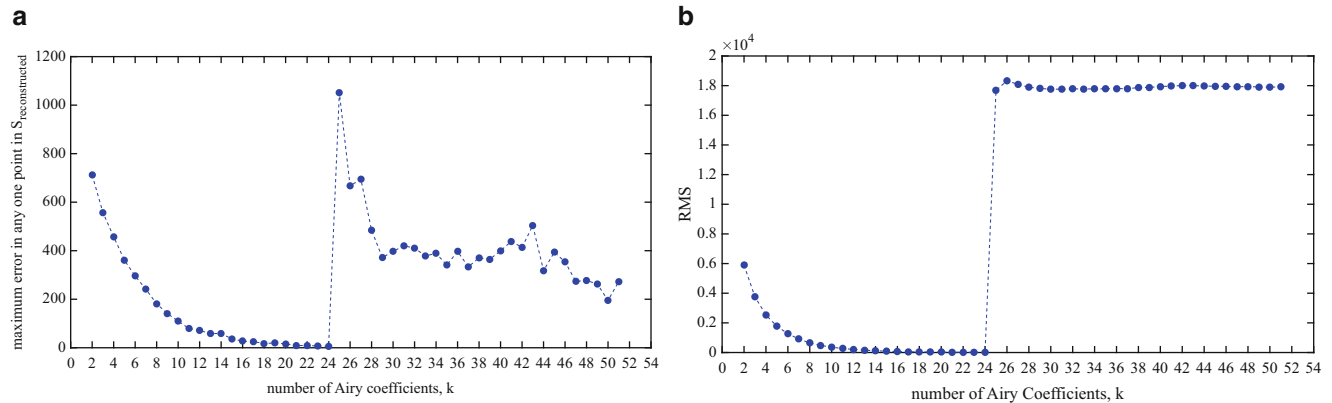 a
maximum error in any one point in Sreconstructed
1200
1000
800
600
400
200
0
0 2 4 6 8 10 12 14 16 18 20 22 24 26 28 30 32 34 36 38 40 42 44 46 48 50 52 54
number of Airy coefficients, k
b
×10⁴
RMS
2
1.8
1.6
1.4
1.2
1
0.8
0.6
0.4
0.2
0
0 2 4 6 8 10 12 14 16 18 20 22 24 26 28 30 32 34 36 38 40 42 44 46 48 50 52 54
number of Airy Coefficients, k